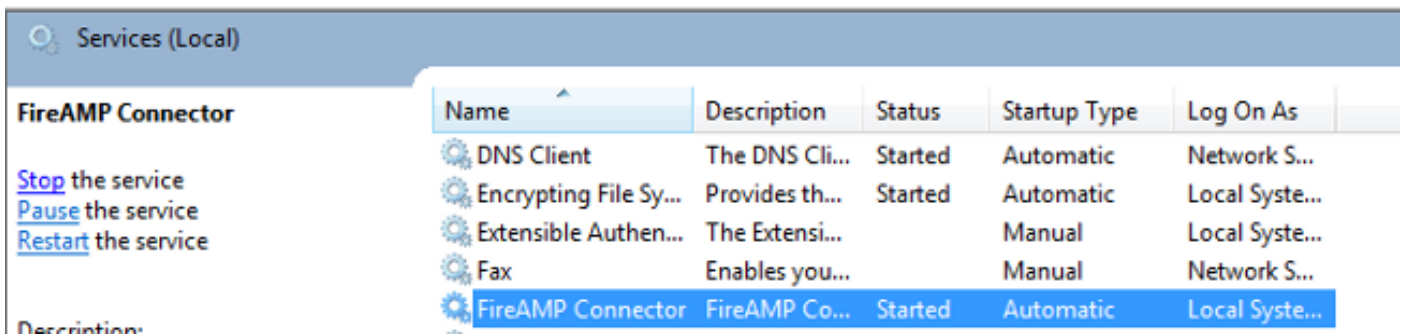 Services (Local)
FireAMP Connector
Stop the service
Pause the service
Restart the service
Description:
Name Description Status Startup Type Log On As
DNS Client The DNS Cli... Started Automatic Network S...
Encrypting File Sy... Provides th... Started Automatic Local Syste...
Extensible Authen... The Extensi... Manual Local Syste...
Fax Enables you... Manual Network S...
FireAMP Connector FireAMP Co... Started Automatic Local Syste...